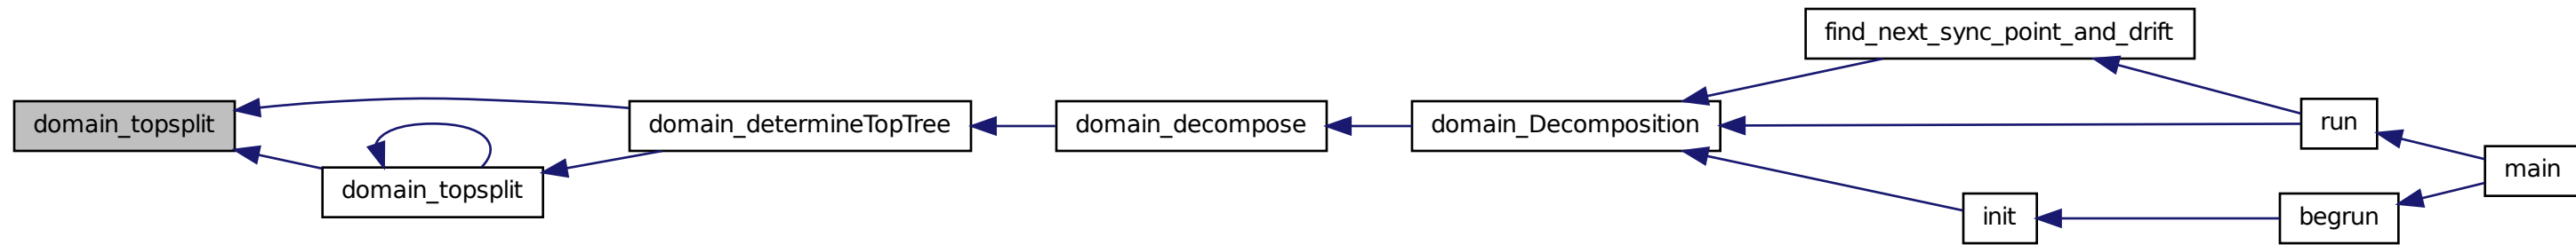 domain_topsplit
domain_topsplit
domain_determineTopTree
domain_decompose
domain_Decomposition
find_next_sync_point_and_drift
run
init
begrun
main